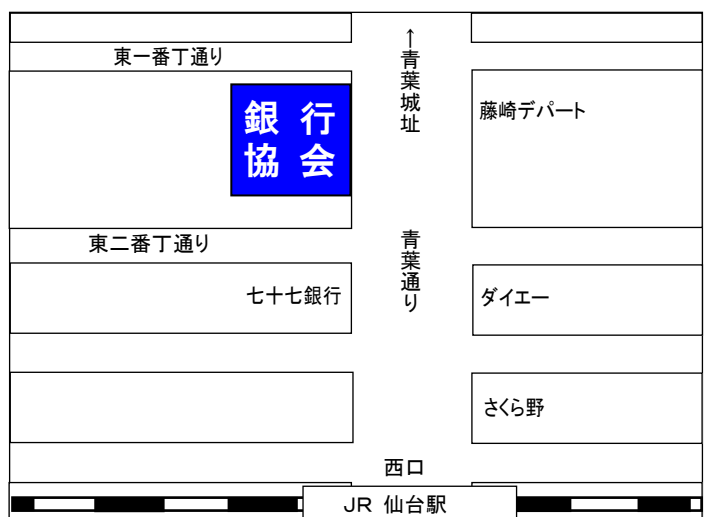 東一番丁通り
↑青葉城址
銀行
協会
藤崎デパート
東二番丁通り
青葉通り
七十七銀行
ダイエー
さくら野
西口
JR 仙台駅